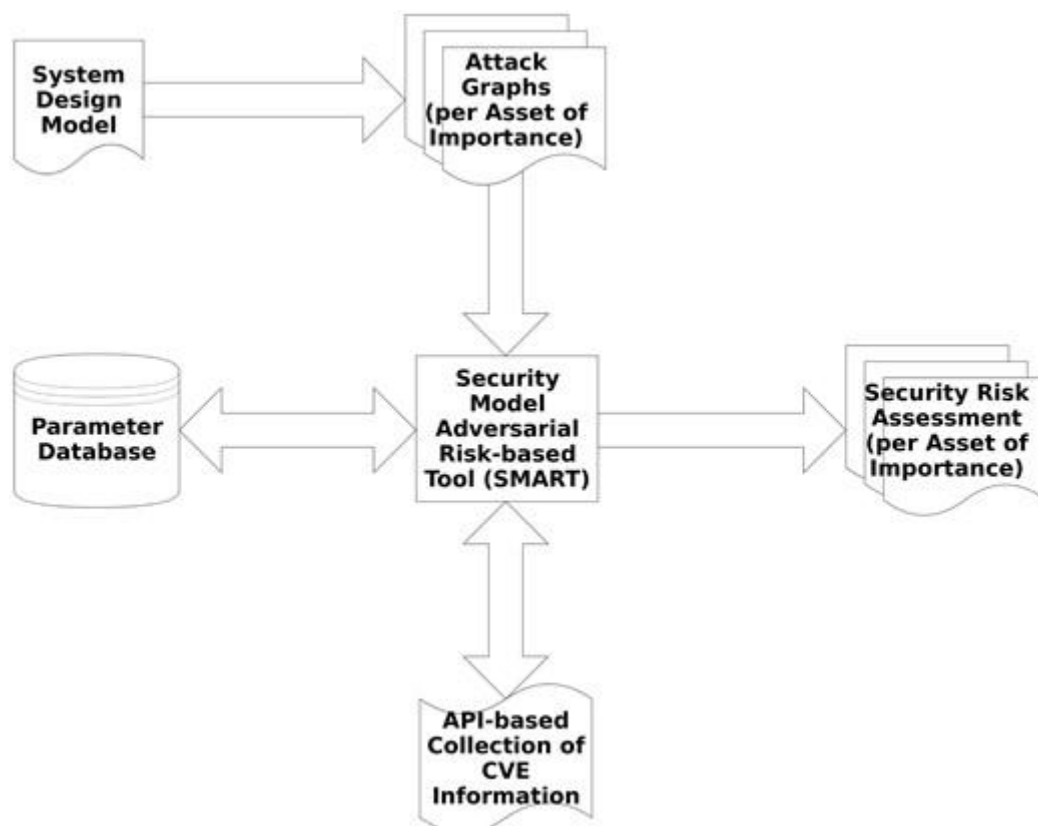 System
Design
Model
Attack
Graphs
(per Asset of
Importance)
Parameter
Database
Security
Model
Adversarial
Risk-based
Tool (SMART)
Security Risk
Assessment
(per Asset of
Importance)
API-based
Collection of
CVE
Information